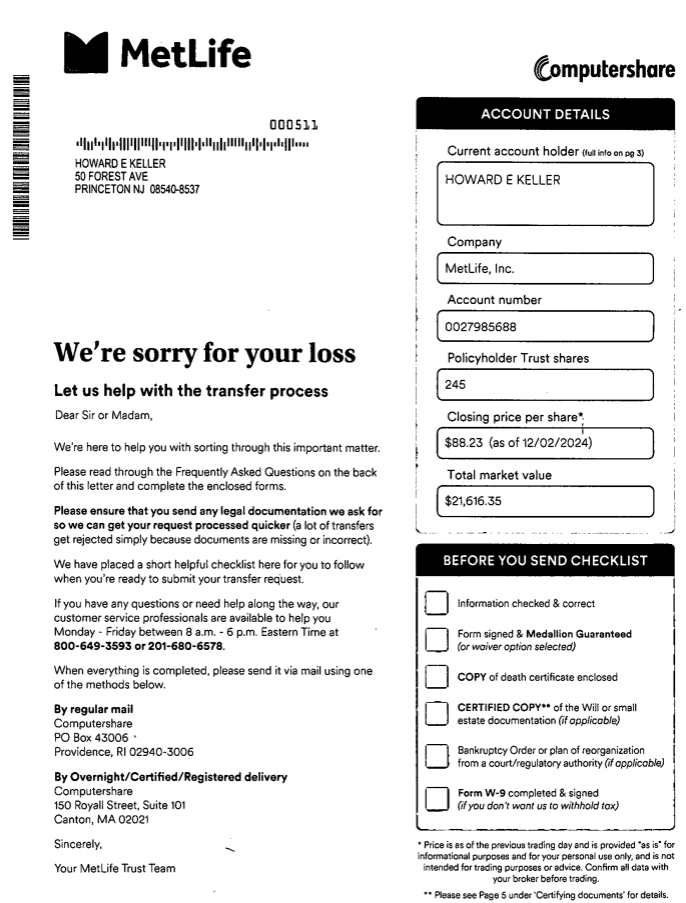 MetLife
Computershare
000511
HOWARD E KELLER
50 FOREST AVE
PRINCETON NJ 08540-8537
ACCOUNT DETAILS
Current account holder (full info on pg 3)
HOWARD E KELLER
Company
MetLife, Inc.
Account number
0027985688
Policyholder Trust shares
245
Closing price per share*
$88.23 (as of 12/02/2024)
Total market value
$21,616.35
We're sorry for your loss
Let us help with the transfer process
Dear Sir or Madam,
We're here to help you with sorting through this important matter.
Please read through the Frequently Asked Questions on the back
of this letter and complete the enclosed forms.
Please ensure that you send any legal documentation we ask for
so we can get your request processed quicker (a lot of transfers
get rejected simply because documents are missing or incorrect).
We have placed a short helpful checklist here for you to follow
when you're ready to submit your transfer request.
If you have any questions or need help along the way, our
customer service professionals are available to help you
Monday - Friday between 8 a.m. - 6 p.m. Eastern Time at
800-649-3593 or 201-680-6578.
When everything is completed, please send it via mail using one
of the methods below.
By regular mail
Computershare
PO Box 43006
Providence, RI 02940-3006
By Overnight/Certified/Registered delivery
Computershare
150 Royall Street, Suite 101
Canton, MA 02021
Sincerely,
Your MetLife Trust Team
BEFORE YOU SEND CHECKLIST
Information checked & correct
Form signed & Medallion Guaranteed
(or waiver option selected)
COPY of death certificate enclosed
CERTIFIED COPY** of the Will or small
estate documentation (if applicable)
Bankruptcy Order or plan of reorganization
from a court/regulatory authority (if applicable)
Form W-9 completed & signed
(if you don't want us to withhold tax)
* Price is as of the previous trading day and is provided "as is" for
informational purposes and for your personal use only, and is not
intended for trading purposes or advice. Confirm all data with
your broker before trading.
** Please see Page 5 under 'Certifying documents' for details.